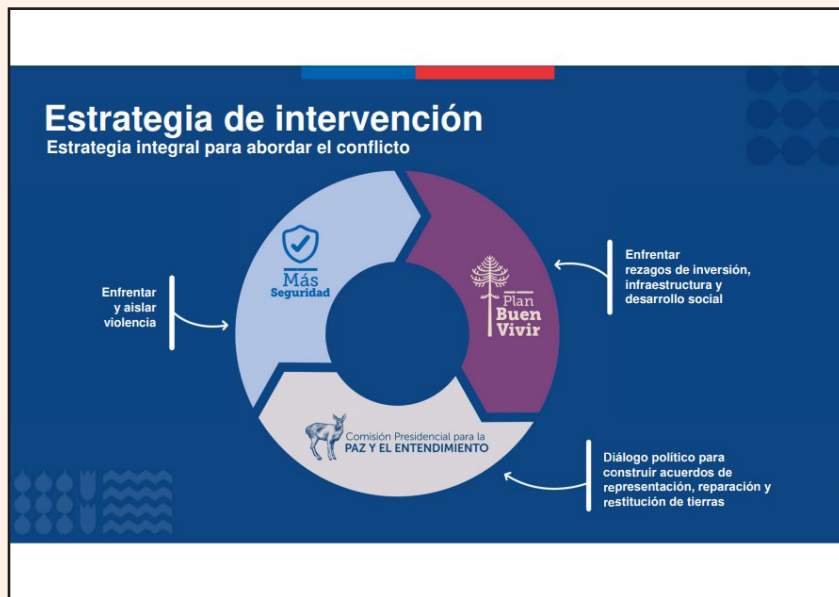 Estrategia de intervención
Estrategia integral para abordar el conflicto
Más
Seguridad
Enfrentar
y aislar
violencia
Plan
Buen
Vivir
Enfrentar
rezagos de inversión,
infraestructura y
desarrollo social
Comisión Presidencial para la
PAZ Y EL ENTENDIMIENTO
Diálogo político para
construir acuerdos de
representación, reparación y
restitución de tierras